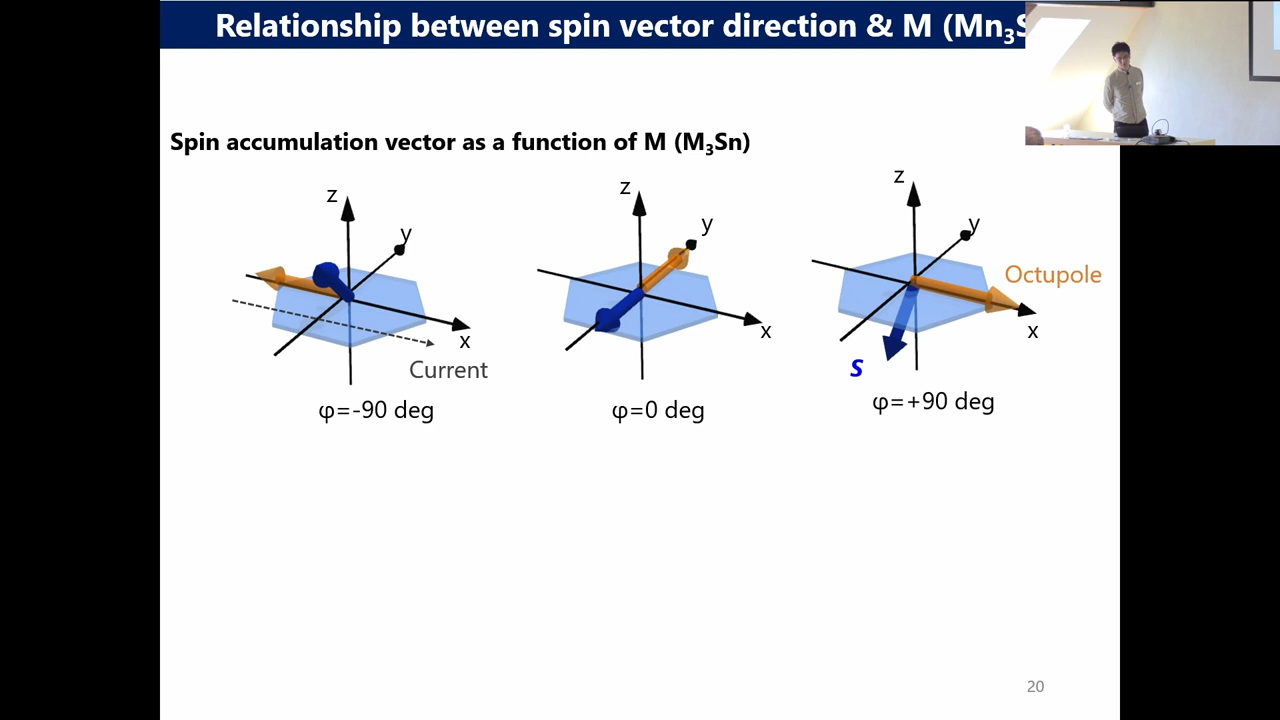 Relationship between spin vector direction & M (Mn₃S
Spin accumulation vector as a function of M (M₃Sn)
z
y
x
Current
φ=-90 deg
z
y
x
φ=0 deg
z
y
Octupole
x
S
φ=+90 deg
20